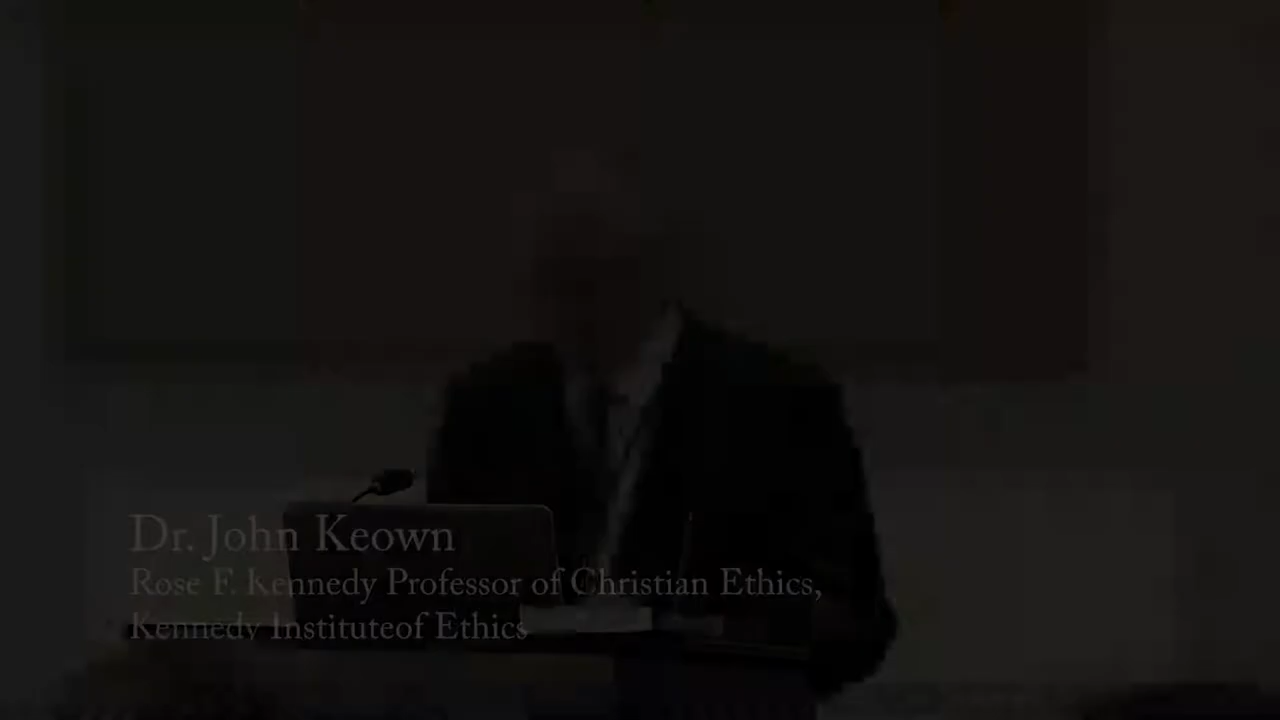 Dr. John Keown
Rose F. Kennedy Professor of Christian Ethics,
Kennedy Instituteof Ethics